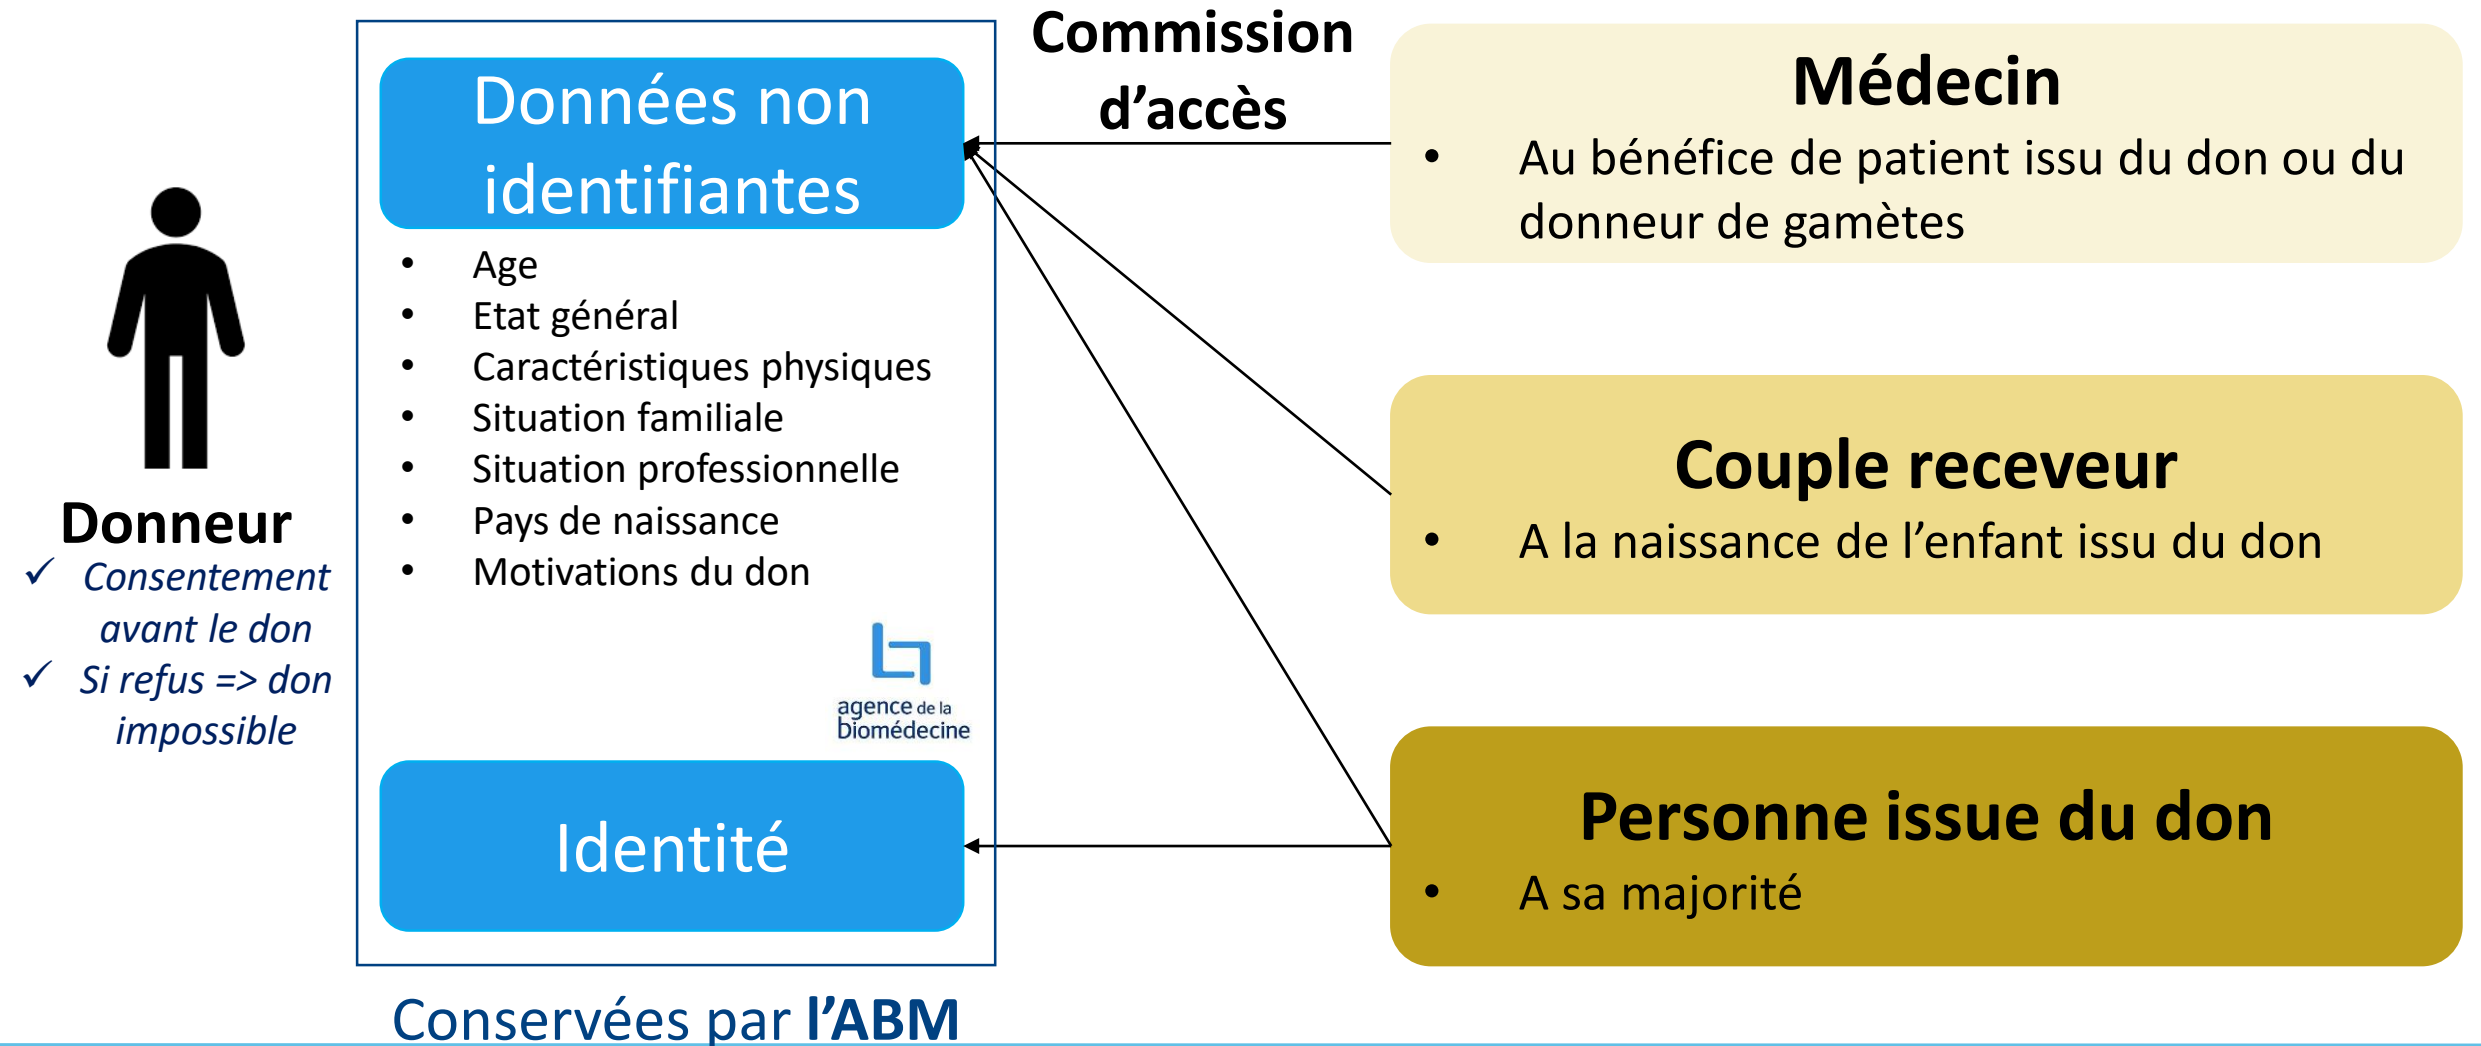 Donneur
✓ Consentement
avant le don
✓ Si refus => don
impossible
Données non
identifiantes
• Age
• Etat général
• Caractéristiques physiques
• Situation familiale
• Situation professionnelle
• Pays de naissance
• Motivations du don
agence de la
biomédecine
Identité
Conservées par l’ABM
Commission
d’accès
Médecin
• Au bénéfice de patient issu du don ou du
donneur de gamètes
Couple receveur
• A la naissance de l’enfant issu du don
Personne issue du don
• A sa majorité